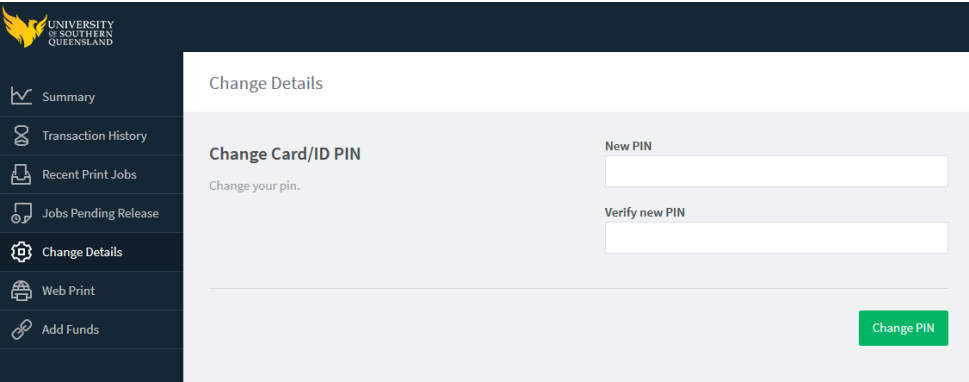 UNIVERSITY
OF SOUTHERN
QUEENSLAND
Summary
Transaction History
Recent Print Jobs
Jobs Pending Release
Change Details
Web Print
Add Funds
Change Details
Change Card/ID PIN
Change your pin.
New PIN
Verify new PIN
Change PIN